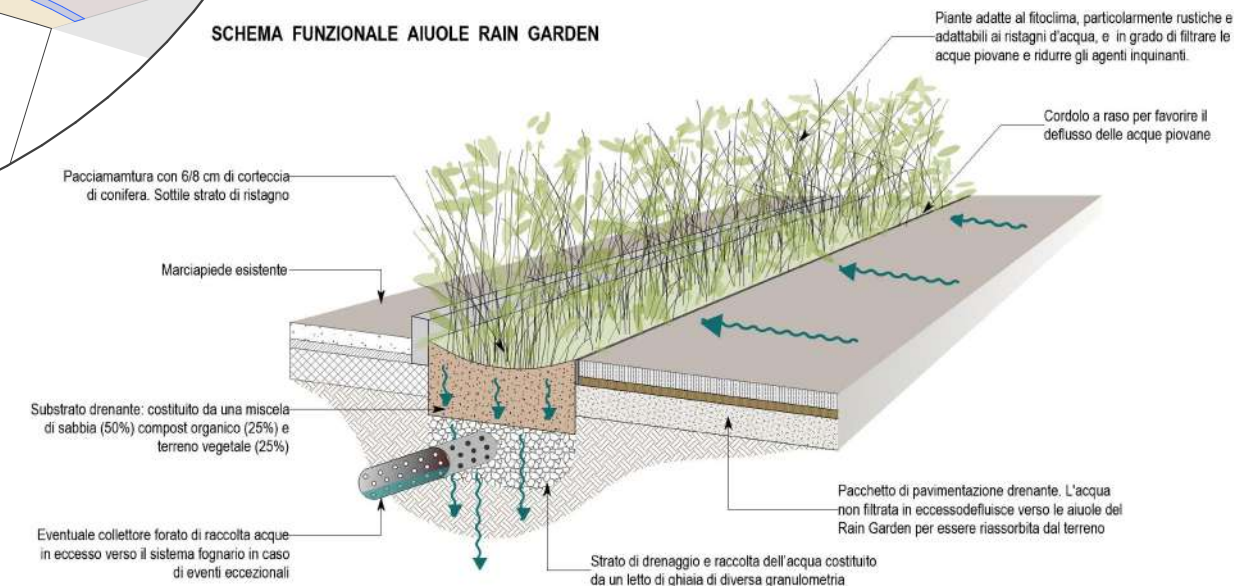 SCHEMA FUNZIONALE AIUOLE RAIN GARDEN
Piante adatte al fitoclima, particolarmente rustiche e
adattabili ai ristagni d'acqua, e in grado di filtrare le
acque piovane e ridurre gli agenti inquinanti.
Cordolo a raso per favorire il
deflusso delle acque piovane
Pacciamamtura con 6/8 cm di corteccia
di conifera. Sottile strato di ristagno
Marciapiede esistente
Substrato drenante: costituito da una miscela
di sabbia (50%) compost organico (25%) e
terreno vegetale (25%)
Eventuale collettore forato di raccolta acque
in eccesso verso il sistema fognario in caso
di eventi eccezionali
Strato di drenaggio e raccolta dell'acqua costituito
da un letto di ghiaia di diversa granulometria
Pacchetto di pavimentazione drenante. L'acqua
non filtrata in eccessodefluisce verso le aiuole del
Rain Garden per essere riassorbita dal terreno